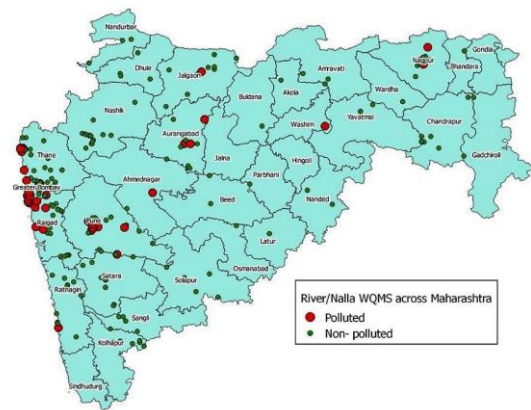 Nandurbar
Dhule
Jalgaon
Buldana
Akola
Amravati
Wardha
Nagpur
Bhandara
Gondia
Nashik
Aurangabad
Jalna
Washim
Yavatmal
Chandrapur
Gadchiroli
Thane
Greater Bombay
Raigad
Ahmednagar
Parbhani
Hingoli
Nanded
Pune
Beed
Latur
Osmanabad
Satara
Solapur
Ratnagiri
Sangli
Kolhapur
Sindhudurg
River/Nalla WQMS across Maharashtra
Polluted
Non- polluted